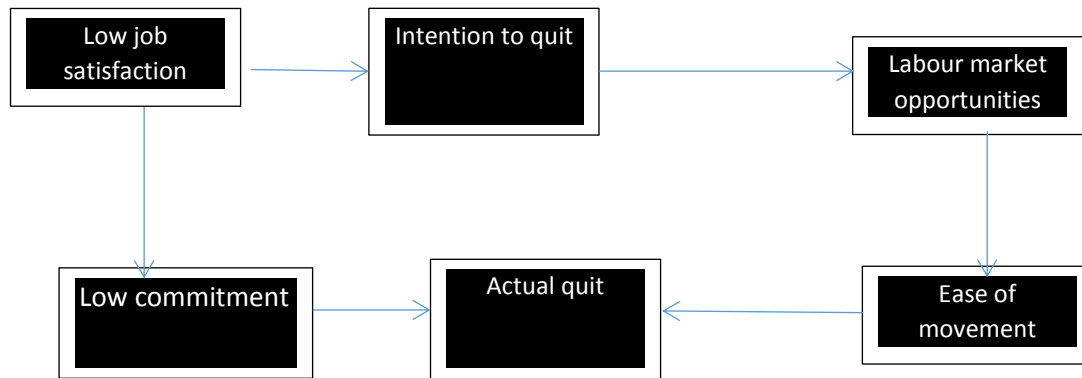 Low job
satisfaction
Intention to quit
Labour market
opportunities
Low commitment
Actual quit
Ease of
movement